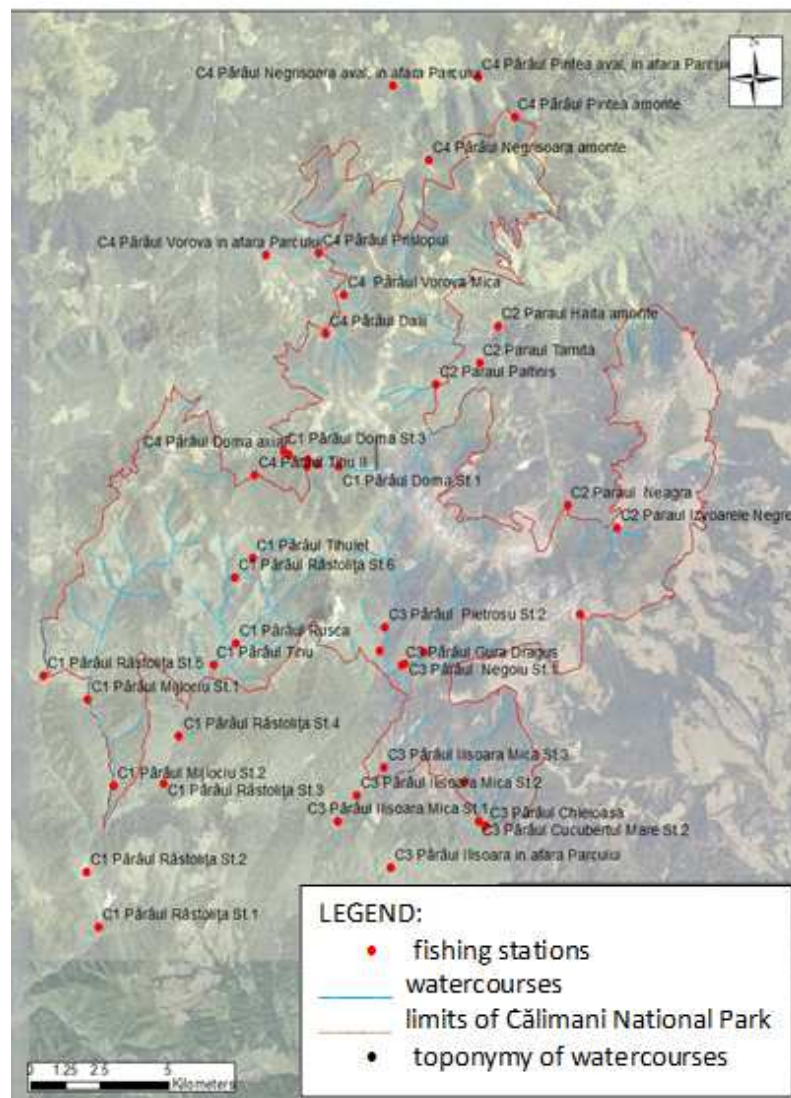 C4 Pârâul Pintea aval, in afara Parcului
C4 Pârâul Negrisoara aval, in afara Parcului
C4 Pârâul Pintea amonte
C4 Pârâul Negrisoara amonte
C4 Pârâul Vorova in afara Parcului
C4 Pârâul Prislopul
C4 Pârâul Vorova Mica
C2 Paraul Haita amonte
C4 Pârâul Dalii
C2 Paraul Tamita
C2 Paraul Paltinis
C4 Pârâul Dorna axial
C1 Pârâul Dorna St.3
C4 Pârâul Tihu II
C1 Pârâul Dorna St.1
C2 Paraul Neagra
C2 Paraul Izvoarele Negre
C1 Pârâul Tihulet
C1 Pârâul Răstolița St.6
C3 Pârâul Pietrosu St.2
C1 Pârâul Rusca
C1 Pârâul Răstolița St.5
C1 Pârâul Tihu
C3 Pârâul Gura Dragus
C3 Pârâul Negoiu St.1
C1 Pârâul Mijlociu St.1
C1 Pârâul Răstolița St.4
C3 Pârâul Ilisoara Mica St.3
C1 Pârâul Mijlociu St.2
C3 Pârâul Ilisoara Mica St.2
C1 Pârâul Răstolița St.3
C3 Pârâul Ilisoara Mica St.1
C3 Pârâul Chieioasa
C3 Pârâul Cucubertul Mare St.2
C1 Pârâul Răstolița St.2
C3 Pârâul Ilisoara in afara Parcului
C1 Pârâul Răstolița St.1
LEGEND:
fishing stations
watercourses
limits of Călimani National Park
toponymy of watercourses
0 1.25 2.5 5
Kilometers